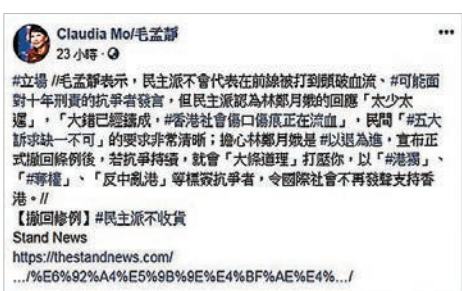 Claudia Mo/毛孟靜
23 小時 ·
#立場 //毛孟靜表示，民主派不會代表在前線被打到頭破血流、#可能面
對十年刑責的抗爭者發言，但民主派認為林鄭月娥的回應「太少太
遲」，「大錯已經鑄成，#香港社會傷口傷痕正在流血」，民間「#五大
訴求缺一不可」的要求非常清晰；擔心林鄭月娥是 #以退為進，宣布正
式撤回條例後，若抗爭持續，就會「大條道理」打壓你，以「#港獨」、
「#奪權」、「反中亂港」等標簽抗爭者，令國際社會不再發聲支持香
港。//
【撤回修例】#民主派不收貨
Stand News
https://thestandnews.com/
.../%E6%92%A4%E5%9B%9E%E4%BF%AE%E4%.../